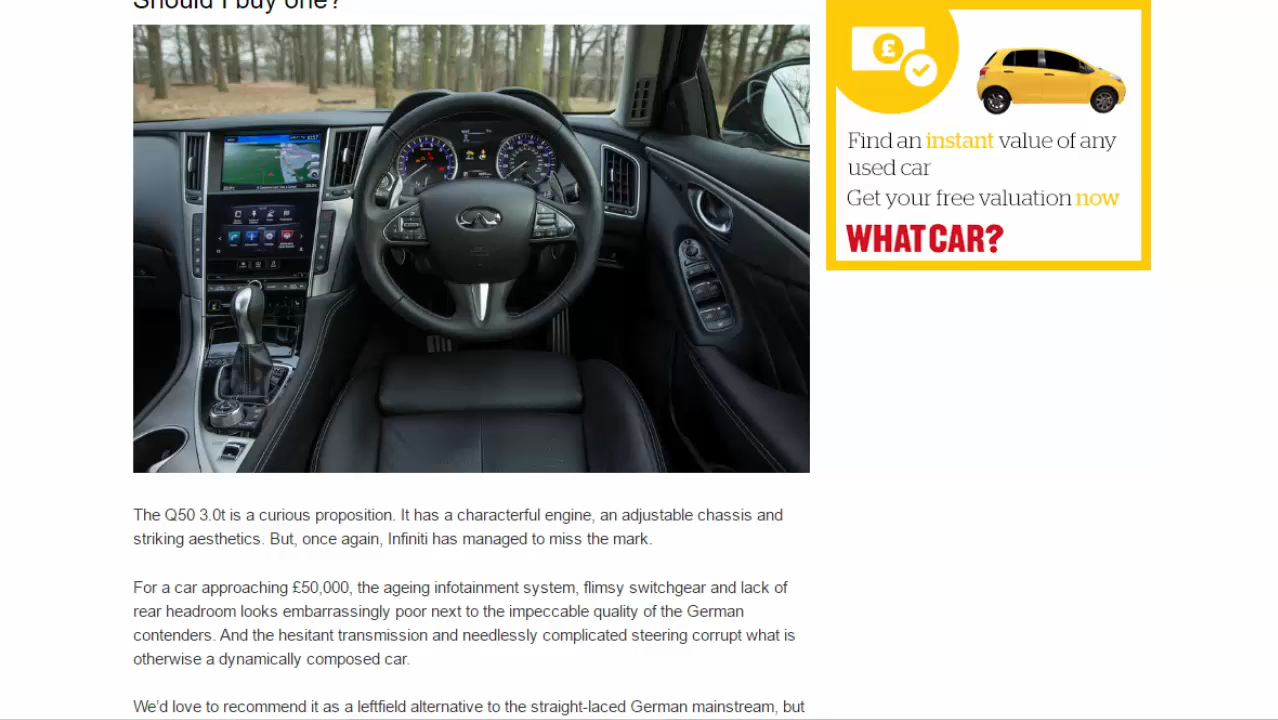 Should I buy one?
Find an instant value of any
used car
Get your free valuation now
WHAT CAR?
The Q50 3.0t is a curious proposition. It has a characterful engine, an adjustable chassis and
striking aesthetics. But, once again, Infiniti has managed to miss the mark.
For a car approaching £50,000, the ageing infotainment system, flimsy switchgear and lack of
rear headroom looks embarrassingly poor next to the impeccable quality of the German
contenders. And the hesitant transmission and needlessly complicated steering corrupt what is
otherwise a dynamically composed car.
We'd love to recommend it as a leftfield alternative to the straight-laced German mainstream, but